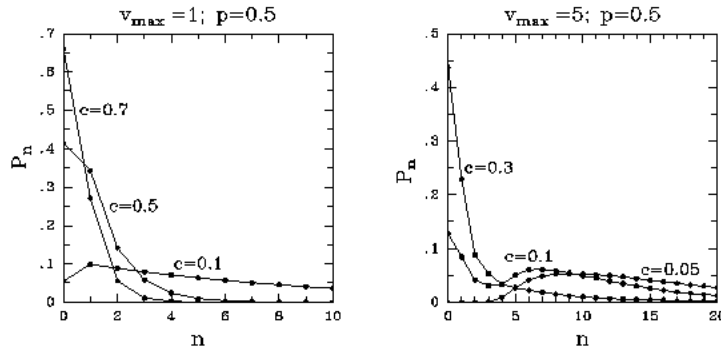 v_max=1; p=0.5
.7
.6
.5
.4
.3
.2
.1
0
P_n
c=0.7
c=0.5
c=0.1
0 2 4 6 8 10
n
v_max=5; p=0.5
.5
.4
.3
.2
.1
0
P_n
c=0.3
c=0.1
c=0.05
0 5 10 15 20
n